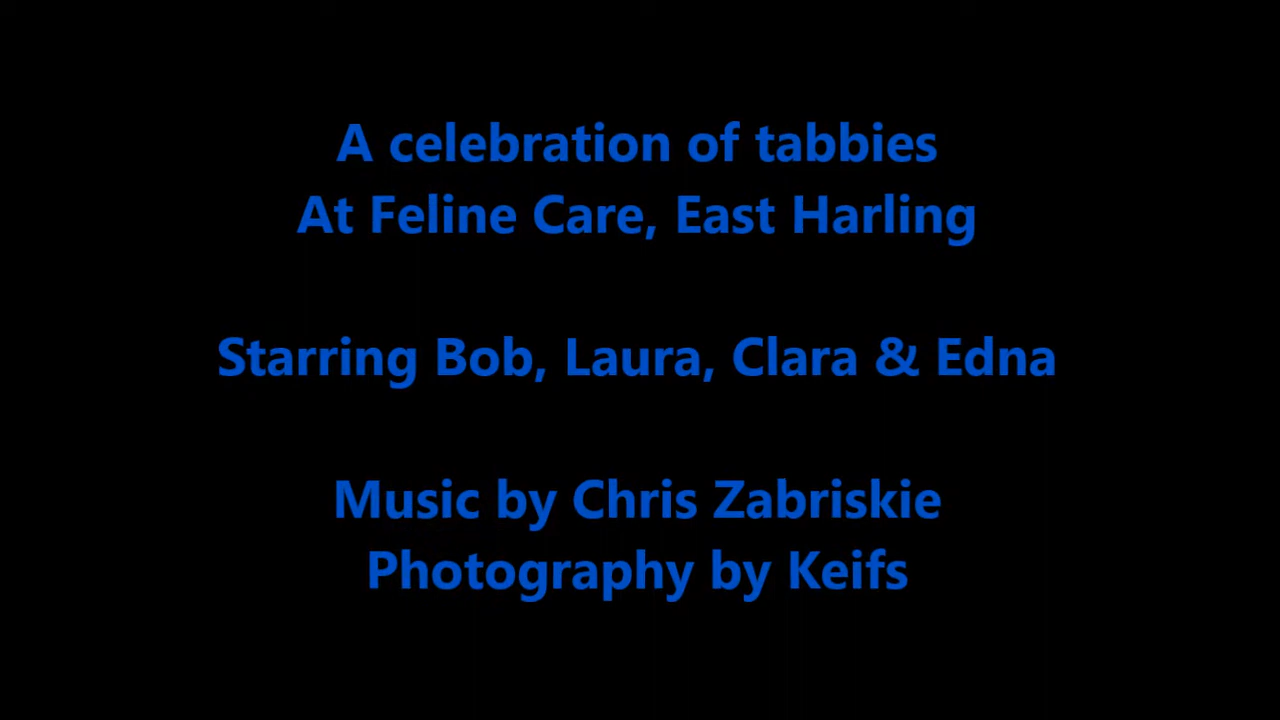 A celebration of tabbies
At Feline Care, East Harling
Starring Bob, Laura, Clara & Edna
Music by Chris Zabriskie
Photography by Keifs